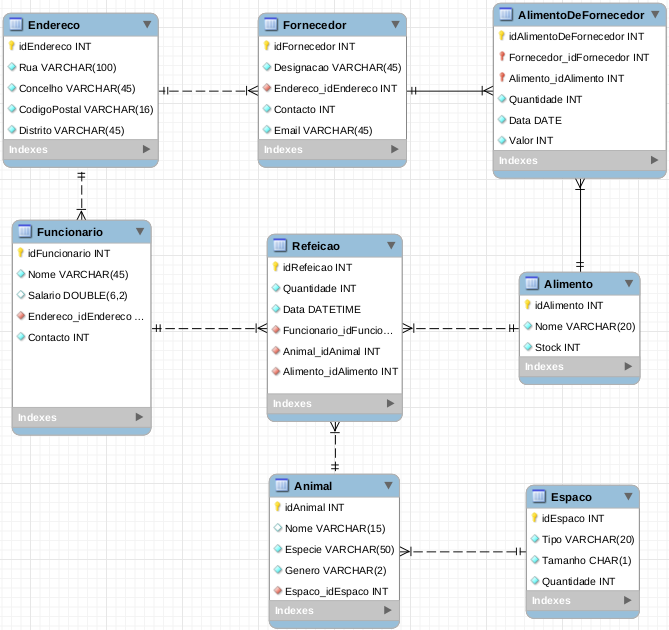 Endereco
idEndereco INT
Rua VARCHAR(100)
Concelho VARCHAR(45)
CodigoPostal VARCHAR(16)
Distrito VARCHAR(45)
Indexes
Fornecedor
idFornecedor INT
Designacao VARCHAR(45)
Endereco_idEndereco INT
Contacto INT
Email VARCHAR(45)
Indexes
AlimentoDeFornecedor
idAlimentoDeFornecedor INT
Fornecedor_idFornecedor INT
Alimento_idAlimento INT
Quantidade INT
Data DATE
Valor INT
Indexes
Funcionario
idFuncionario INT
Nome VARCHAR(45)
Salario DOUBLE(6,2)
Endereco_idEndereco ...
Contacto INT
Indexes
Refeicao
idRefeicao INT
Quantidade INT
Data DATETIME
Funcionario_idFuncio...
Animal_idAnimal INT
Alimento_idAlimento INT
Indexes
Alimento
idAlimento INT
Nome VARCHAR(20)
Stock INT
Indexes
Animal
idAnimal INT
Nome VARCHAR(15)
Especie VARCHAR(50)
Genero VARCHAR(2)
Espaco_idEspaco INT
Indexes
Espaco
idEspaco INT
Tipo VARCHAR(20)
Tamanho CHAR(1)
Quantidade INT
Indexes